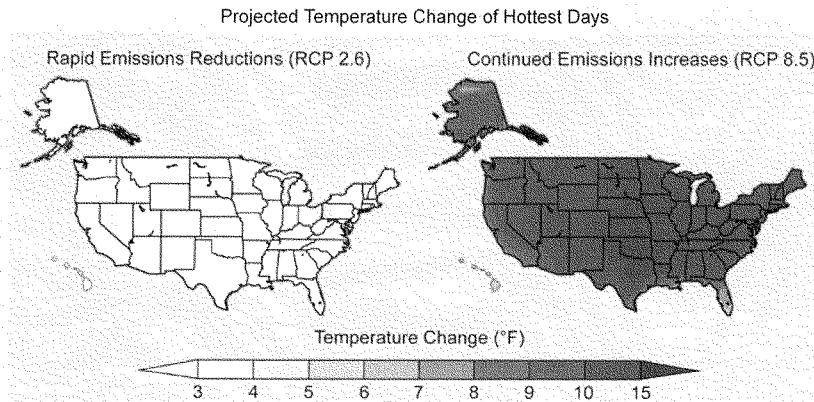 Projected Temperature Change of Hottest Days
Rapid Emissions Reductions (RCP 2.6)
Continued Emissions Increases (RCP 8.5)
Temperature Change (°F)
3 4 5 6 7 8 9 10 15